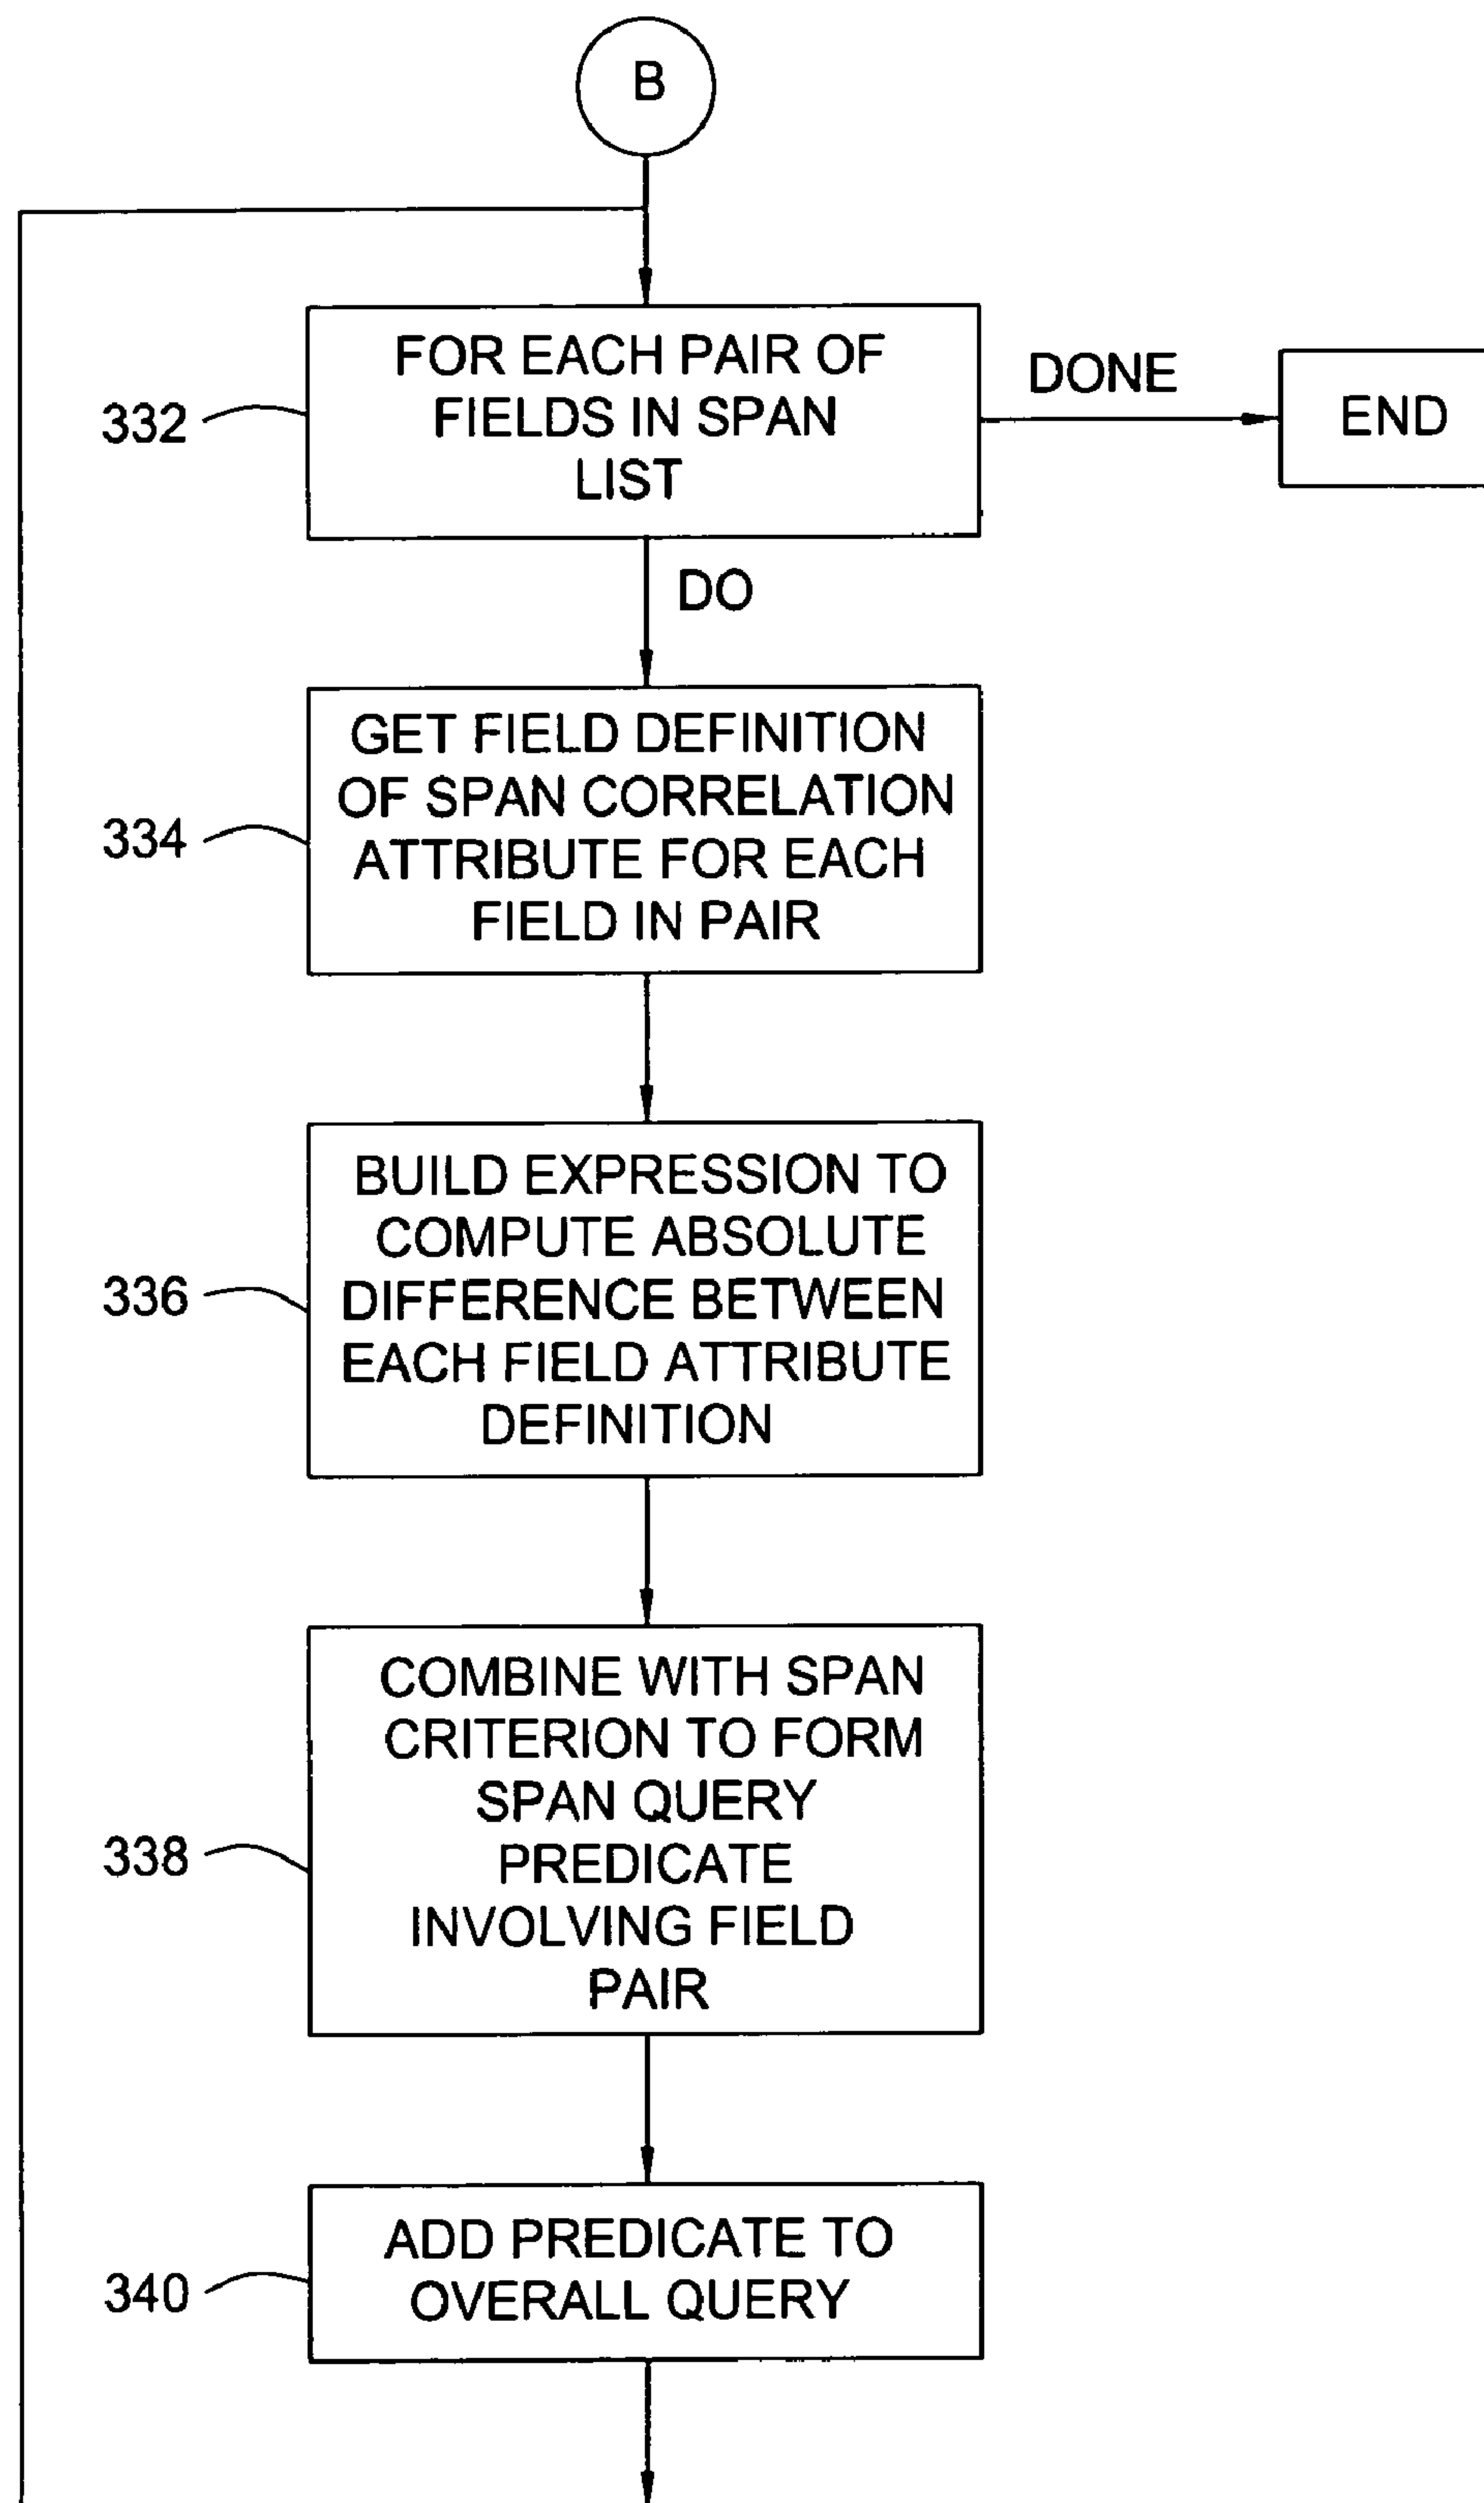 B
FOR EACH PAIR OF
FIELDS IN SPAN
LIST
332
DONE
END
DO
GET FIELD DEFINITION
OF SPAN CORRELATION
ATTRIBUTE FOR EACH
FIELD IN PAIR
334
BUILD EXPRESSION TO
COMPUTE ABSOLUTE
DIFFERENCE BETWEEN
EACH FIELD ATTRIBUTE
DEFINITION
336
COMBINE WITH SPAN
CRITERION TO FORM
SPAN QUERY
PREDICATE
INVOLVING FIELD
PAIR
338
ADD PREDICATE TO
OVERALL QUERY
340